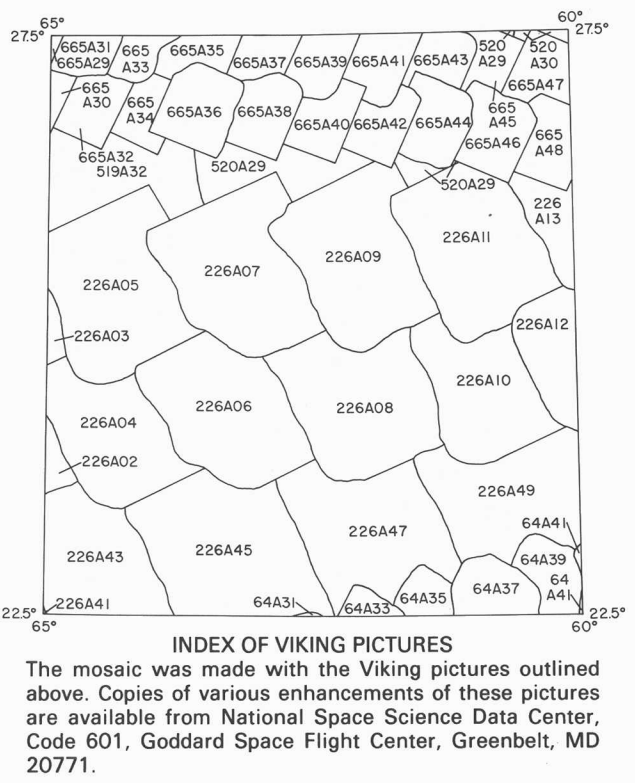 65°
60°
27.5°
27.5°
665A31
665A29
665
A33
665A35
665A37
665A39
665A41
665A43
520
A29
520
A30
665A47
665
A30
665
A34
665A36
665A38
665A40
665A42
665A44
665
A45
665A46
665
A48
665A32
519A32
520A29
520A29
226
A13
226A05
226A07
226A09
226A11
226A03
226A12
226A04
226A06
226A08
226A10
226A02
226A49
226A43
226A45
226A47
64A41
64A39
64
A41
226A41
64A31
64A33
64A35
64A37
22.5°
22.5°
65°
60°
INDEX OF VIKING PICTURES
The mosaic was made with the Viking pictures outlined
above. Copies of various enhancements of these pictures
are available from National Space Science Data Center,
Code 601, Goddard Space Flight Center, Greenbelt, MD
20771.